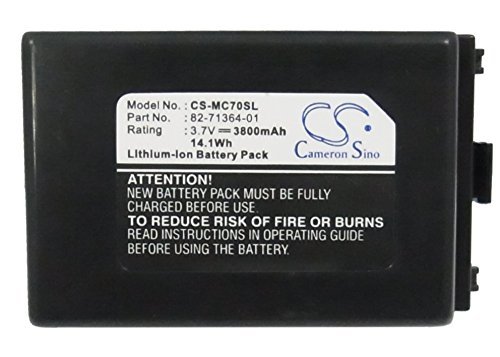 Model No.: CS-MC70SL
82-71364-01
Rating : 3.7V⎓3800mAh
14.1Wh
Lithium-Ion Battery Pack
CS
Cameron Sino
ATTENTION!
NEW BATTERY PACK MUST BE FULLY
CHARGED BEFORE USE.
TO REDUCE RISK OF FIRE OR BURNS
READ INSTRUCTIONS IN OPERATING GUIDE
BEFORE USING THE BATTERY.